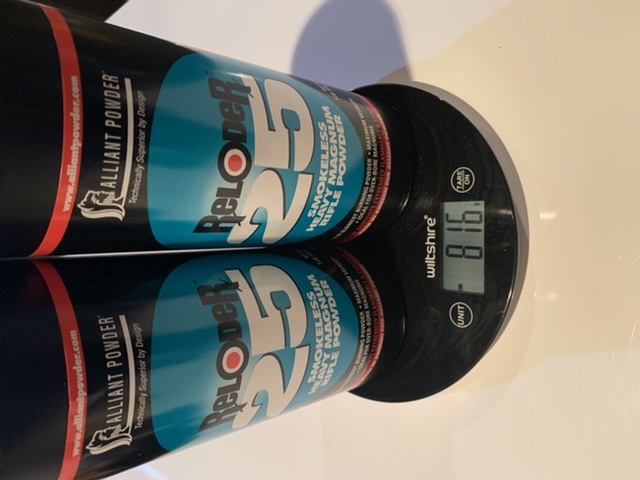 www.alliantpowder.com
ALLIANT POWDER
Technically Superior by Design
RELODER
25
SMOKELESS
HEAVY MAGNUM
RIFLE POWDER
www.alliantpowder.com
ALLIANT POWDER
Technically Superior by Design
RELODER
25
SMOKELESS
HEAVY MAGNUM
RIFLE POWDER
wiltshire
TARE
ON
816
UNIT